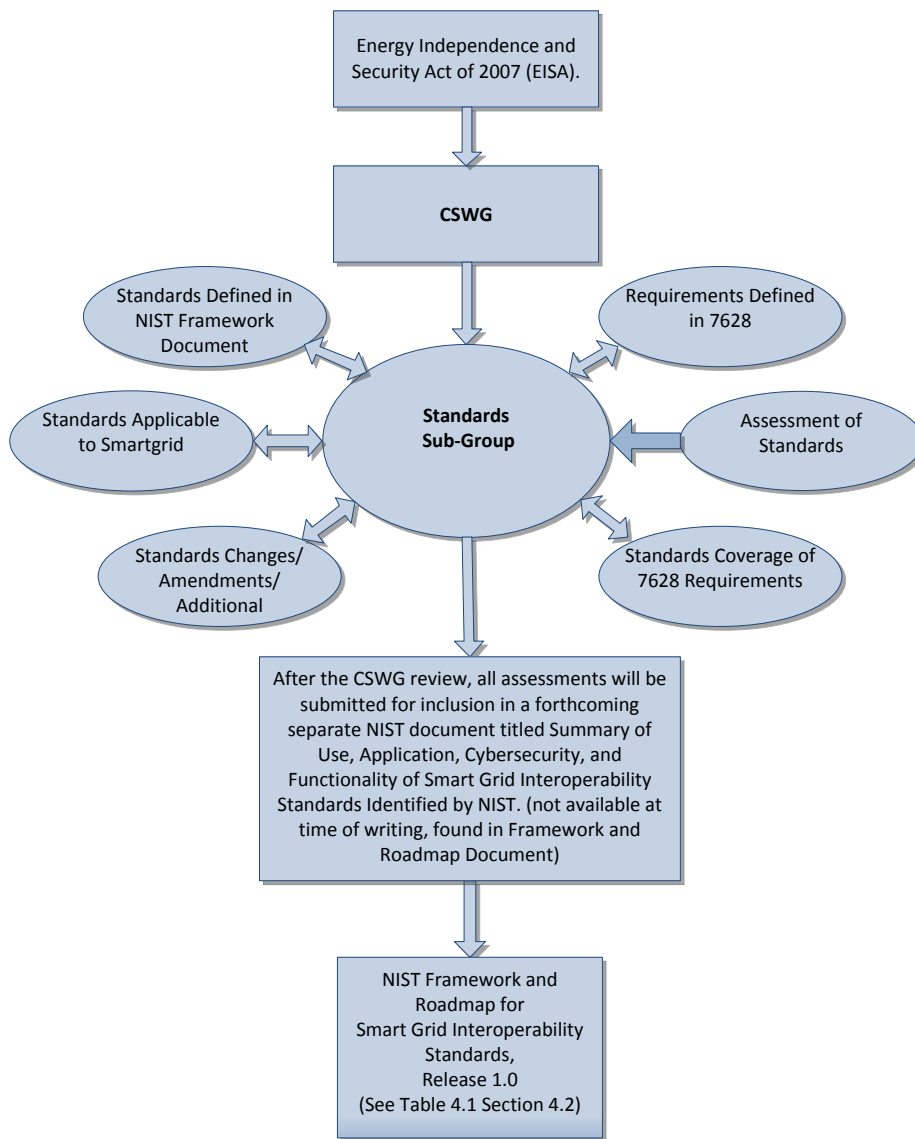 Energy Independence and
Security Act of 2007 (EISA).
CSWG
Standards Defined in
NIST Framework
Document
Requirements Defined
in 7628
Standards Applicable
to Smartgrid
Standards
Sub-Group
Assessment of
Standards
Standards Changes/
Amendments/
Additional
Standards Coverage of
7628 Requirements
After the CSWG review, all assessments will be
submitted for inclusion in a forthcoming
separate NIST document titled Summary of
Use, Application, Cybersecurity, and
Functionality of Smart Grid Interoperability
Standards Identified by NIST. (not available at
time of writing, found in Framework and
Roadmap Document)
NIST Framework and
Roadmap for
Smart Grid Interoperability
Standards,
Release 1.0
(See Table 4.1 Section 4.2)